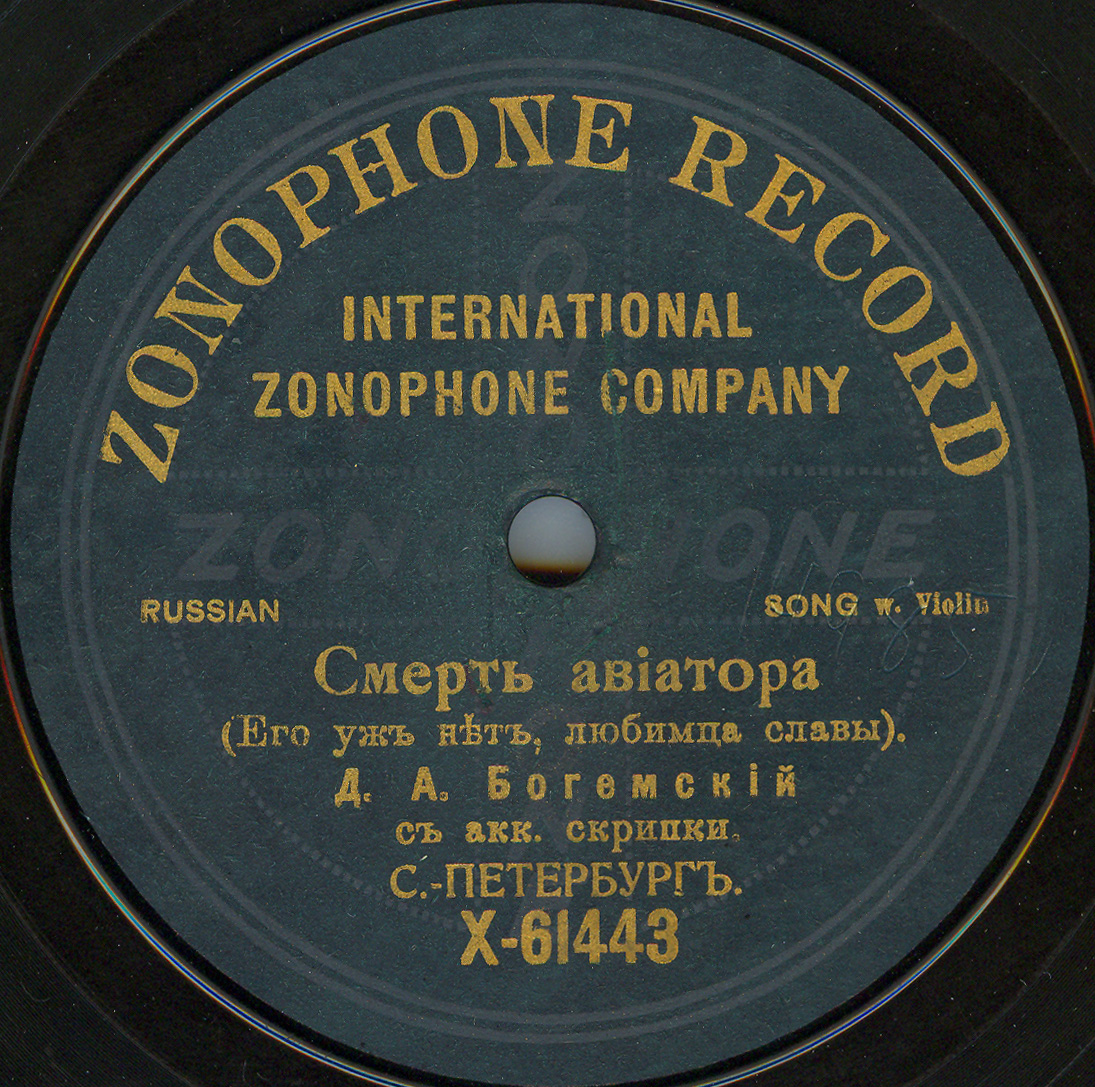 ZONOPHONE RECORD
INTERNATIONAL
ZONOPHONE COMPANY
RUSSIAN
SONG w. Violin
Смерть авіатора
(Его ужъ нѣтъ, любимца славы).
Д. А. Богемскій
съ акк. скрипки.
С.-ПЕТЕРБУРГЪ.
X-61443